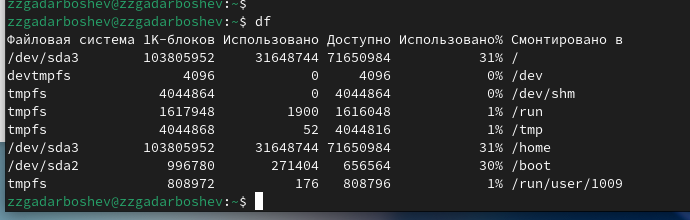 zzgadarboshev@zzgadarboshev:~$
zzgadarboshev@zzgadarboshev:~$ df
Файловая система 1K-блоков Использовано Доступно Использовано% Смонтировано в
/dev/sda3 103805952 31648744 71650984 31% /
devtmpfs 4096 0 4096 0% /dev
tmpfs 4044864 0 4044864 0% /dev/shm
tmpfs 1617948 1900 1616048 1% /run
tmpfs 4044868 52 4044816 1% /tmp
/dev/sda3 103805952 31648744 71650984 31% /home
/dev/sda2 996780 271404 656564 30% /boot
tmpfs 808972 176 808796 1% /run/user/1009
zzgadarboshev@zzgadarboshev:~$